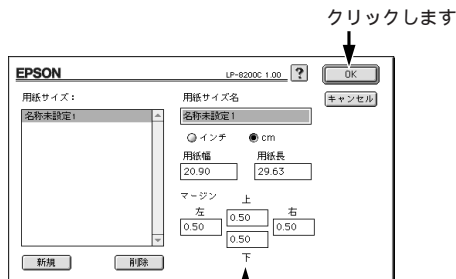 クリックします
EPSON LP-8200C 1.00 ? OK
用紙サイズ： 用紙サイズ名 キャンセル
名称未設定1 名称未設定1
インチ cm
用紙幅 用紙長
20.90 29.63
マージン 上
左 0.50 右
0.50 0.50
0.50
新規 削除 下